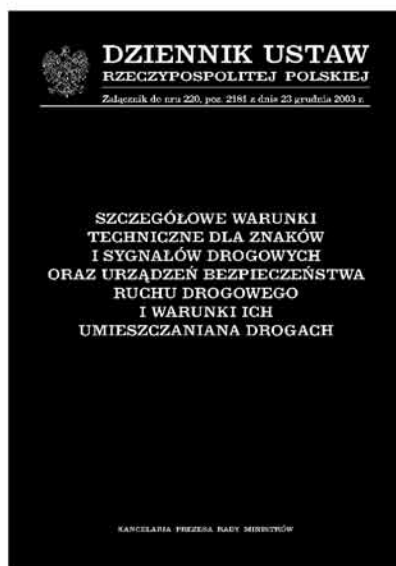 DZIENNIK USTAW
RZECZYPOSPOLITEJ POLSKIEJ
Załącznik do nru 220, poz. 2181 z dnia 23 grudnia 2003 r.
SZCZEGÓŁOWE WARUNKI
TECHNICZNE DLA ZNAKÓW
I SYGNAŁÓW DROGOWYCH
ORAZ URZĄDZEŃ BEZPIECZEŃSTWA
RUCHU DROGOWEGO
I WARUNKI ICH
UMIESZCZANIANA DROGACH
KANCELARIA PREZESA RADY MINISTRÓW